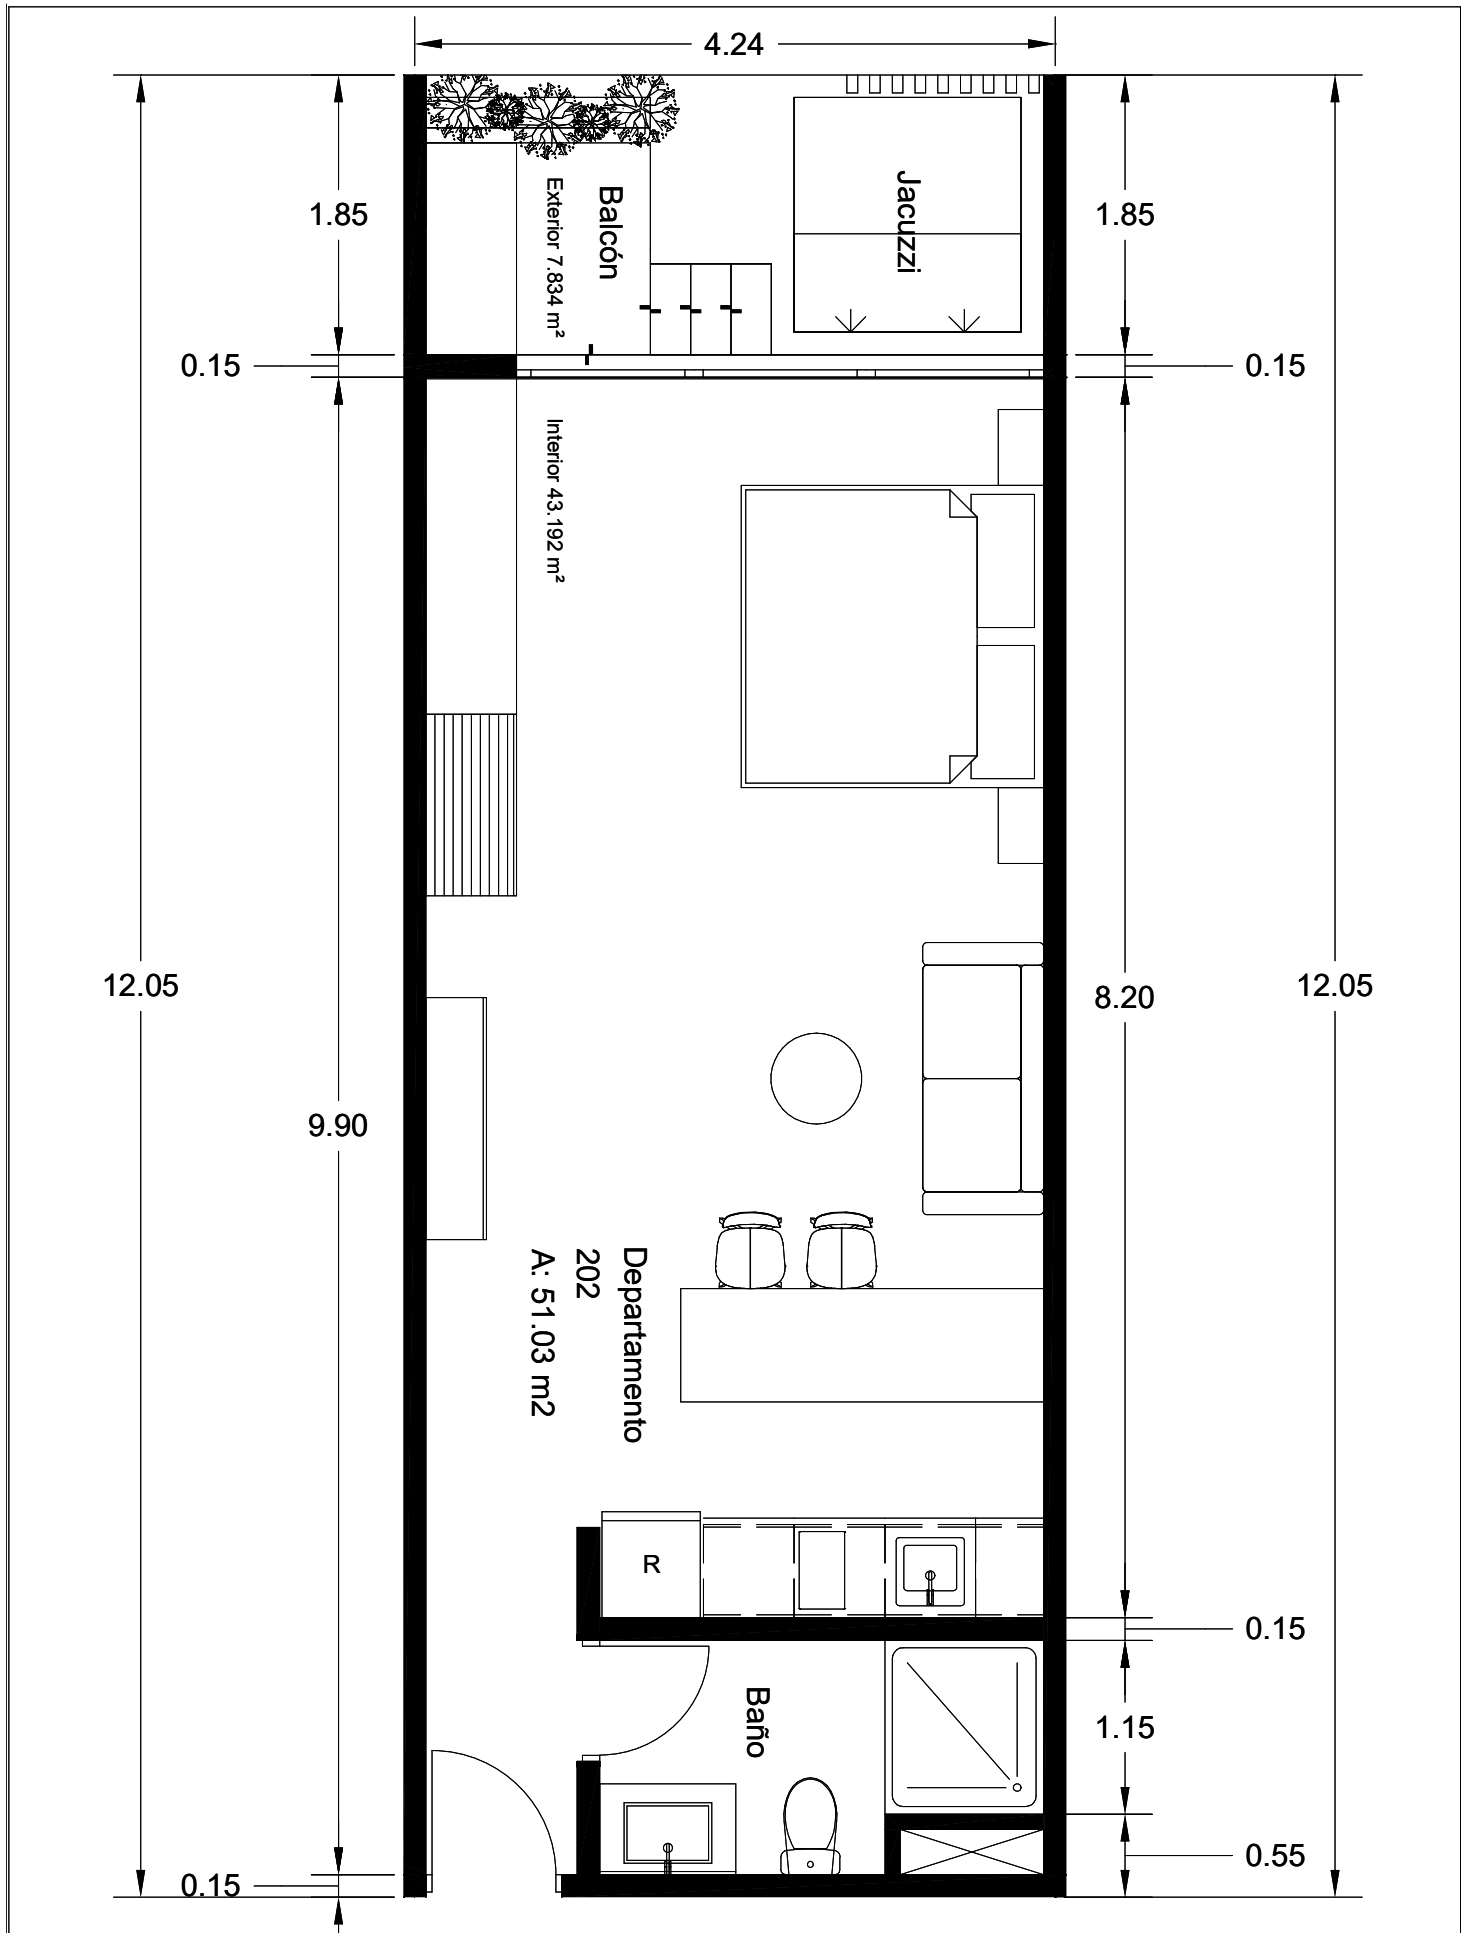 4.24
1.85
1.85
Balcón
Exterior 7.834 m²
Jacuzzi
0.15
0.15
Interior 43.192 m²
12.05
8.20
12.05
9.90
Departamento
202
A: 51.03 m2
R
0.15
Baño
1.15
0.55
0.15